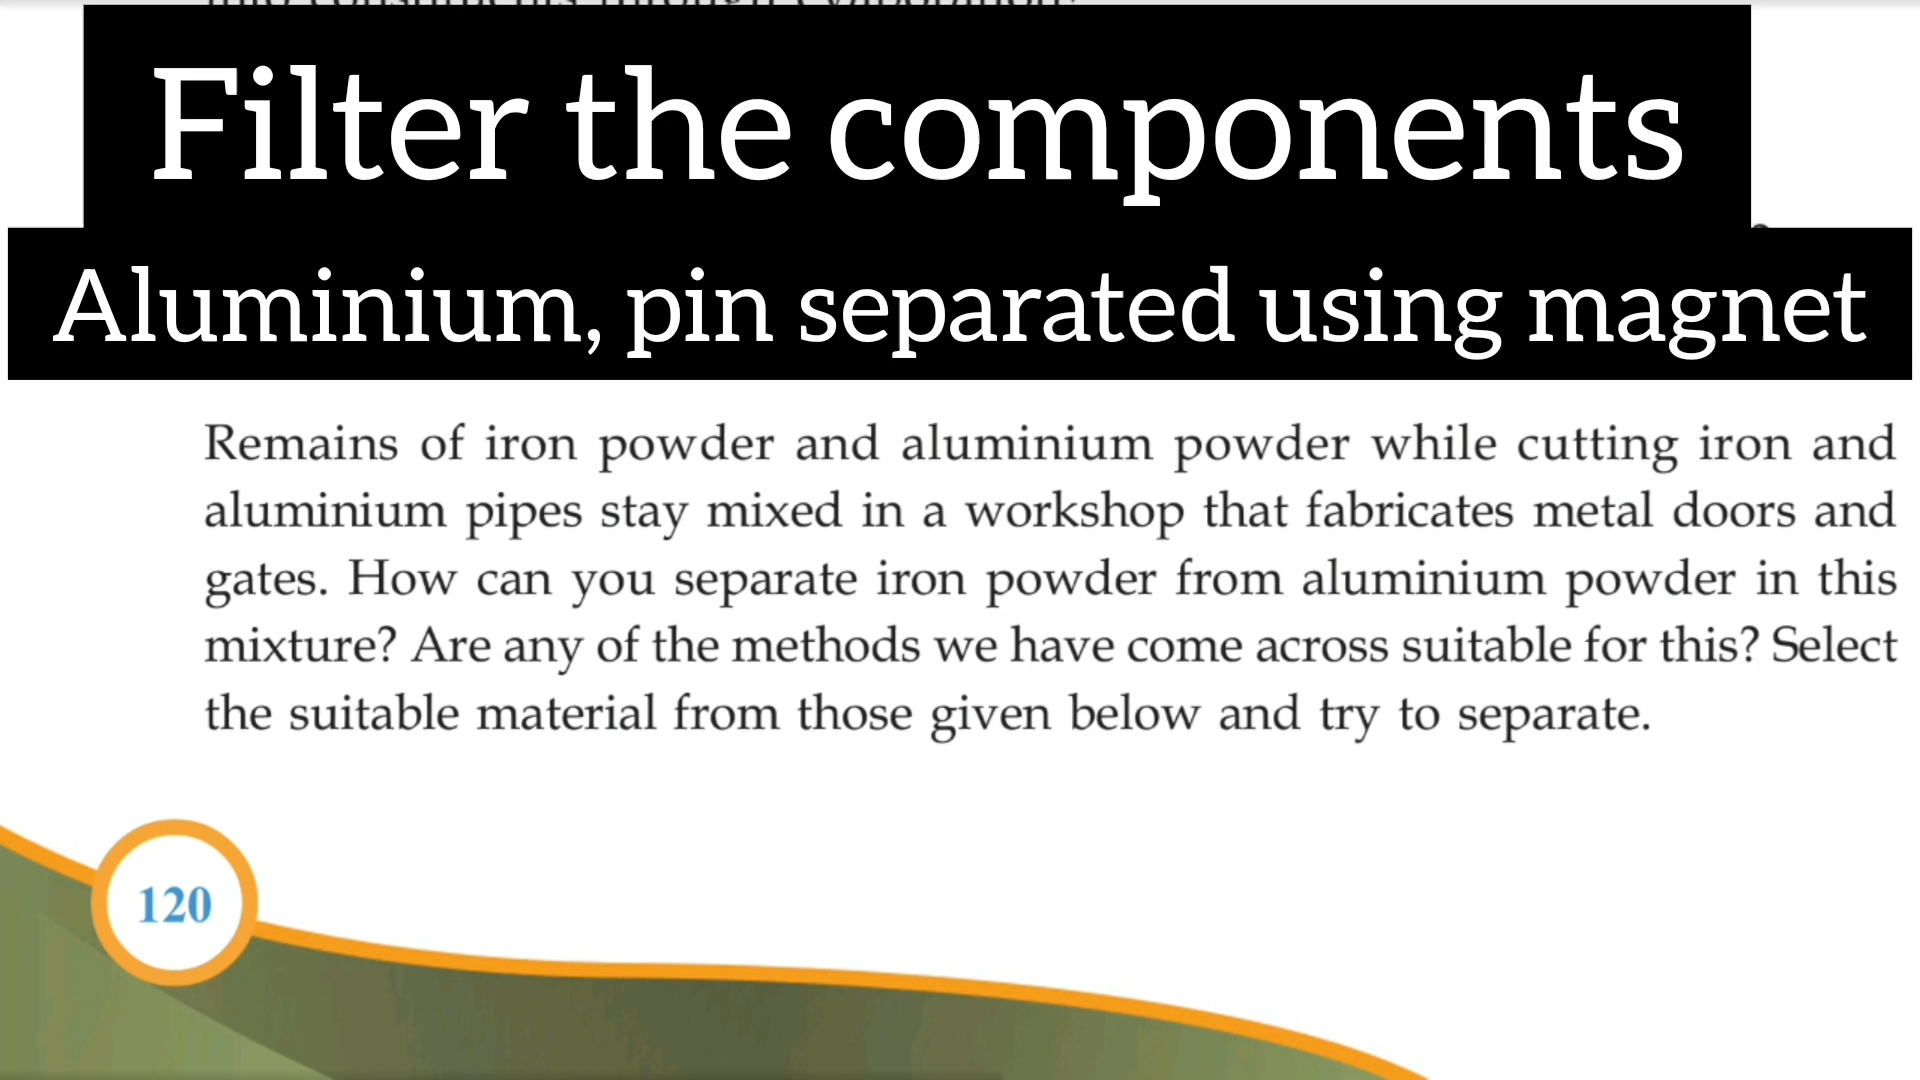 Filter the components
Aluminium, pin separated using magnet
Remains of iron powder and aluminium powder while cutting iron and
aluminium pipes stay mixed in a workshop that fabricates metal doors and
gates. How can you separate iron powder from aluminium powder in this
mixture? Are any of the methods we have come across suitable for this? Select
the suitable material from those given below and try to separate.
120